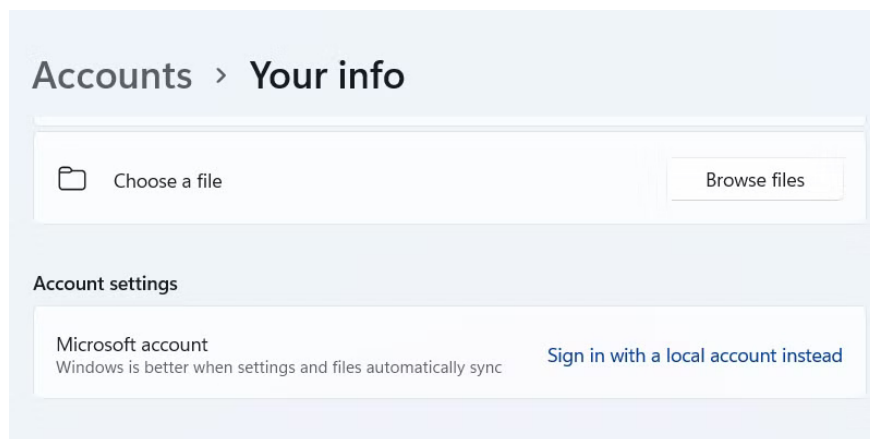 Accounts > Your info
Choose a file
Browse files
Account settings
Microsoft account
Windows is better when settings and files automatically sync
Sign in with a local account instead